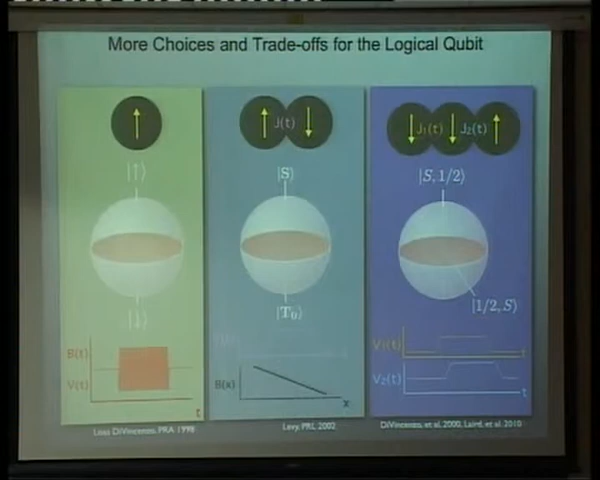 More Choices and Trade-offs for the Logical Qubit
J(t)
J₁(t) J₂(t)
|↑⟩
|S⟩
|S, 1/2⟩
|↓⟩
|T₀⟩
|1/2, S⟩
B(t)
V(t)
t
B(x)
x
V₁(t)
t
V₂(t)
t
Loss DiVincenzo, PRA 1998
Levy, PRL 2002
DiVincenzo, et al. 2000, Laird, et al. 2010